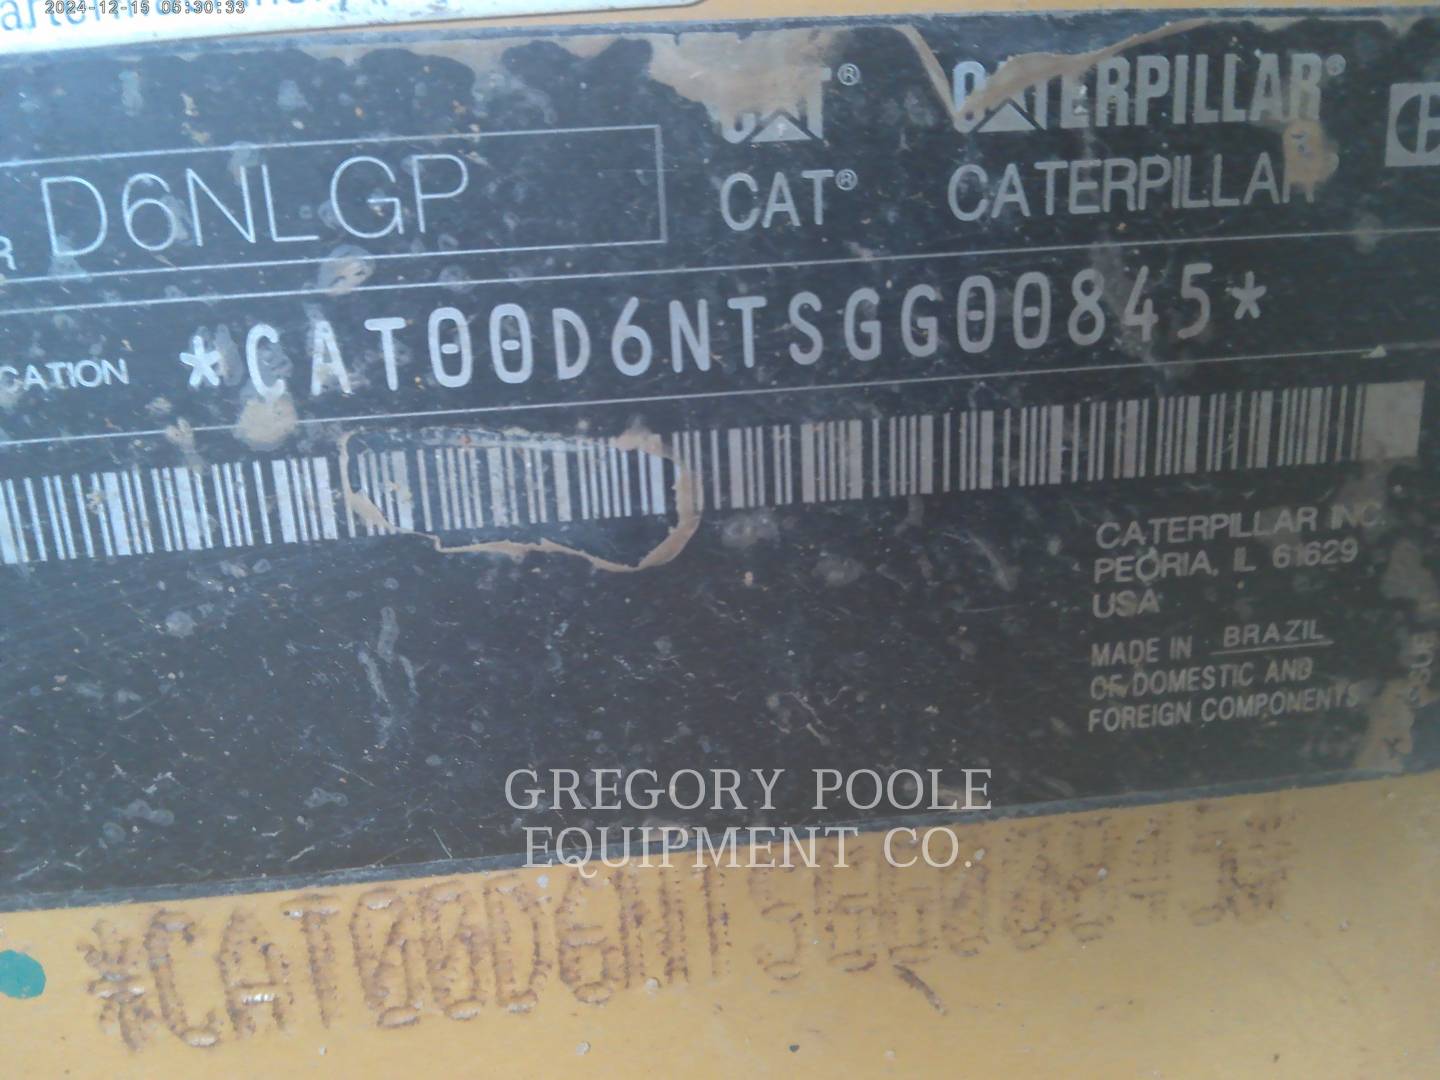 2024-12-15 05:30:33
D6NLGP
CAT® CATERPILLAR®
CAT® CATERPILLAR
CATION *CAT00D6NTSGG00845*
CATERPILLAR INC.
PEORIA, IL 61629
USA
MADE IN BRAZIL
OF DOMESTIC AND
FOREIGN COMPONENTS
GREGORY POOLE
EQUIPMENT CO.
*CAT00D6NTSGG00845*